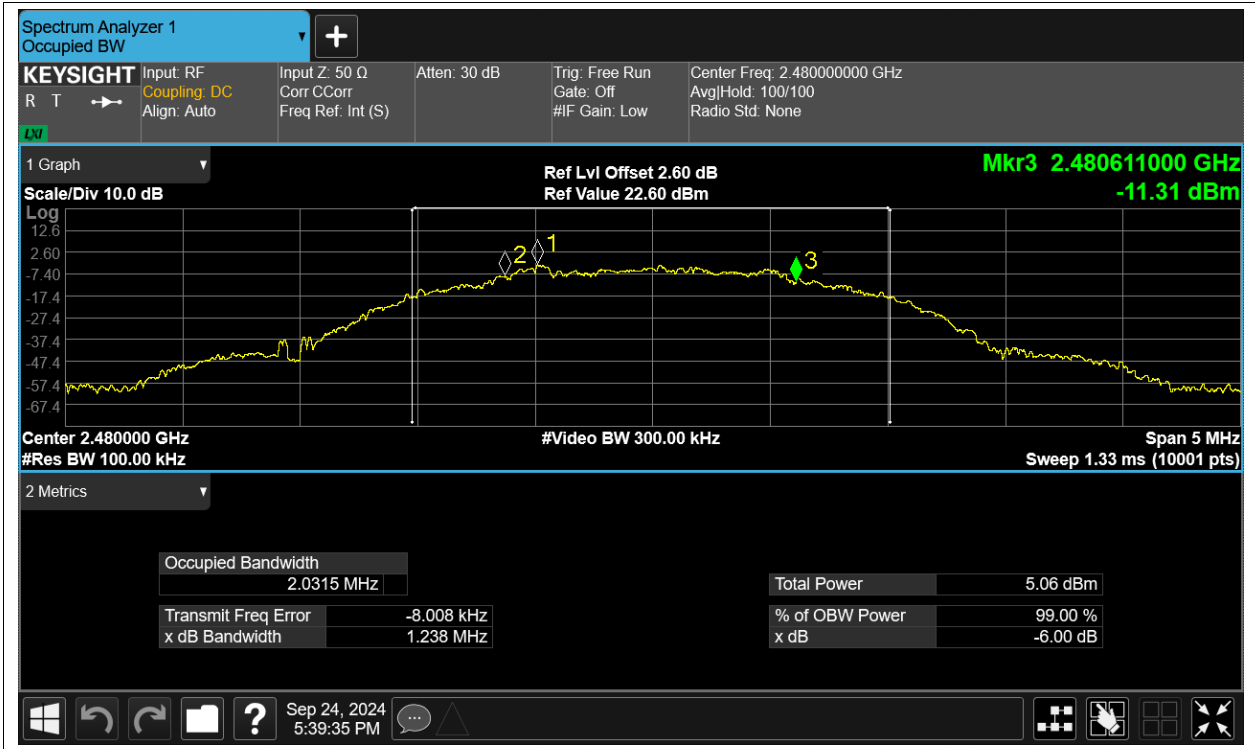 Spectrum Analyzer 1
Occupied BW
KEYSIGHT
R T
LXI
Input: RF
Coupling: DC
Align: Auto
Input Z: 50 Ω
Corr CCorr
Freq Ref: Int (S)
Atten: 30 dB
Trig: Free Run
Gate: Off
#IF Gain: Low
Center Freq: 2.480000000 GHz
Avg|Hold: 100/100
Radio Std: None
1 Graph
Scale/Div 10.0 dB
Ref Lvl Offset 2.60 dB
Ref Value 22.60 dBm
Mkr3 2.480611000 GHz
-11.31 dBm
Log
12.6
2.60
-7.40
-17.4
-27.4
-37.4
-47.4
-57.4
-67.4
2
1
3
Center 2.480000 GHz
#Res BW 100.00 kHz
#Video BW 300.00 kHz
Span 5 MHz
Sweep 1.33 ms (10001 pts)
2 Metrics
Occupied Bandwidth
2.0315 MHz
Transmit Freq Error -8.008 kHz
x dB Bandwidth 1.238 MHz
Total Power 5.06 dBm
% of OBW Power 99.00 %
x dB -6.00 dB
?
Sep 24, 2024
5:39:35 PM